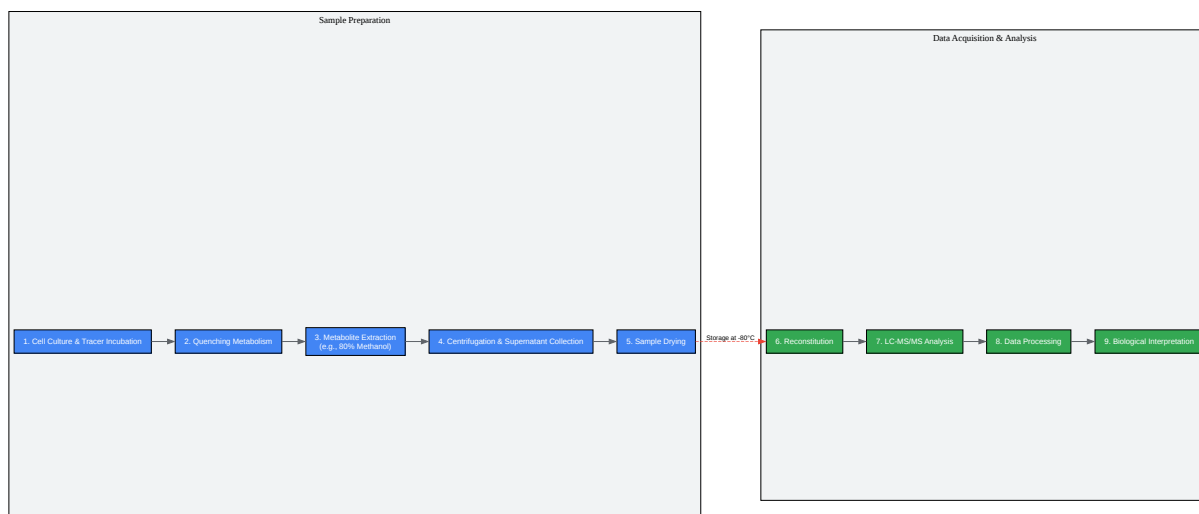 Sample Preparation
Data Acquisition & Analysis
1. Cell Culture & Tracer Incubation
2. Quenching Metabolism
3. Metabolite Extraction
(e.g., 80% Methanol)
4. Centrifugation & Supernatant Collection
5. Sample Drying
Storage at -80°C
6. Reconstitution
7. LC-MS/MS Analysis
8. Data Processing
9. Biological Interpretation